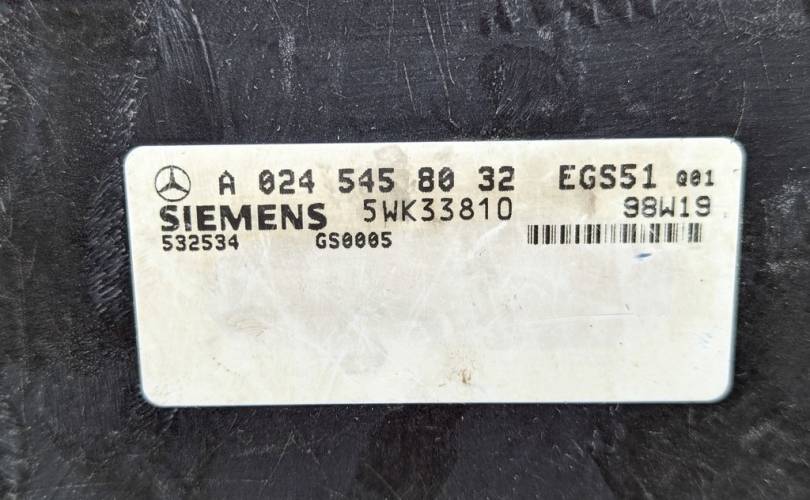 A 024 545 80 32 EGS51 Q01
SIEMENS 5WK33810 98W19
532534 GS0005